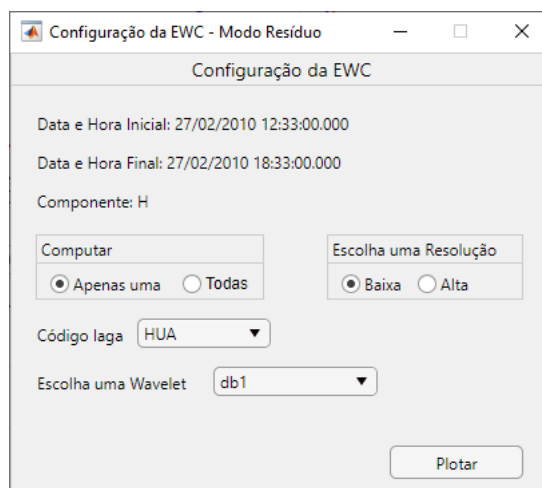 Configuração da EWC - Modo Resíduo
Configuração da EWC
Data e Hora Inicial: 27/02/2010 12:33:00.000
Data e Hora Final: 27/02/2010 18:33:00.000
Componente: H
Computar Escolha uma Resolução
Apenas uma Todas Baixa Alta
Código Iaga HUA
Escolha uma Wavelet db1
Plotar